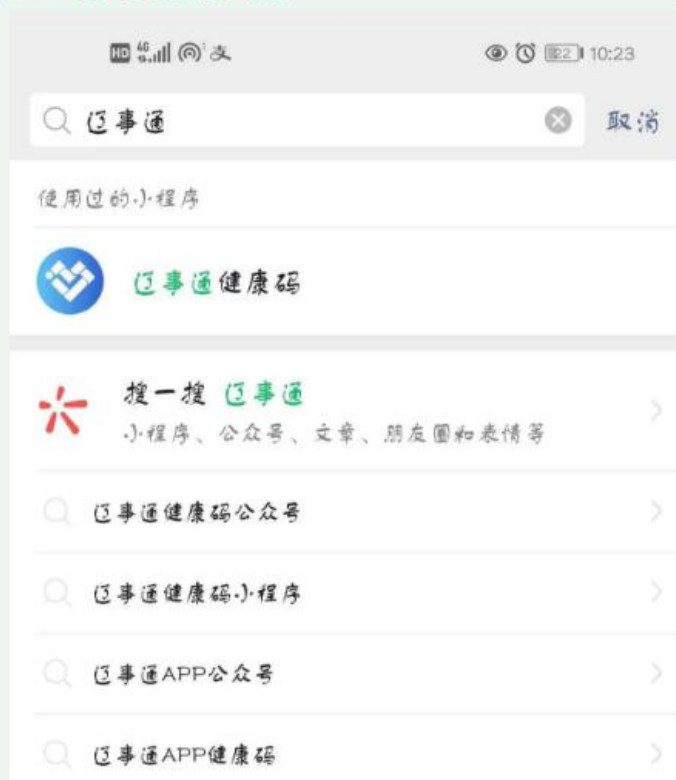 HD 4G 支 22 10:23
辽事通 取消
使用过的小程序
辽事通健康码
搜一搜 辽事通
小程序、公众号、文章、朋友圈和表情等
辽事通健康码公众号
辽事通健康码小程序
辽事通APP公众号
辽事通APP健康码